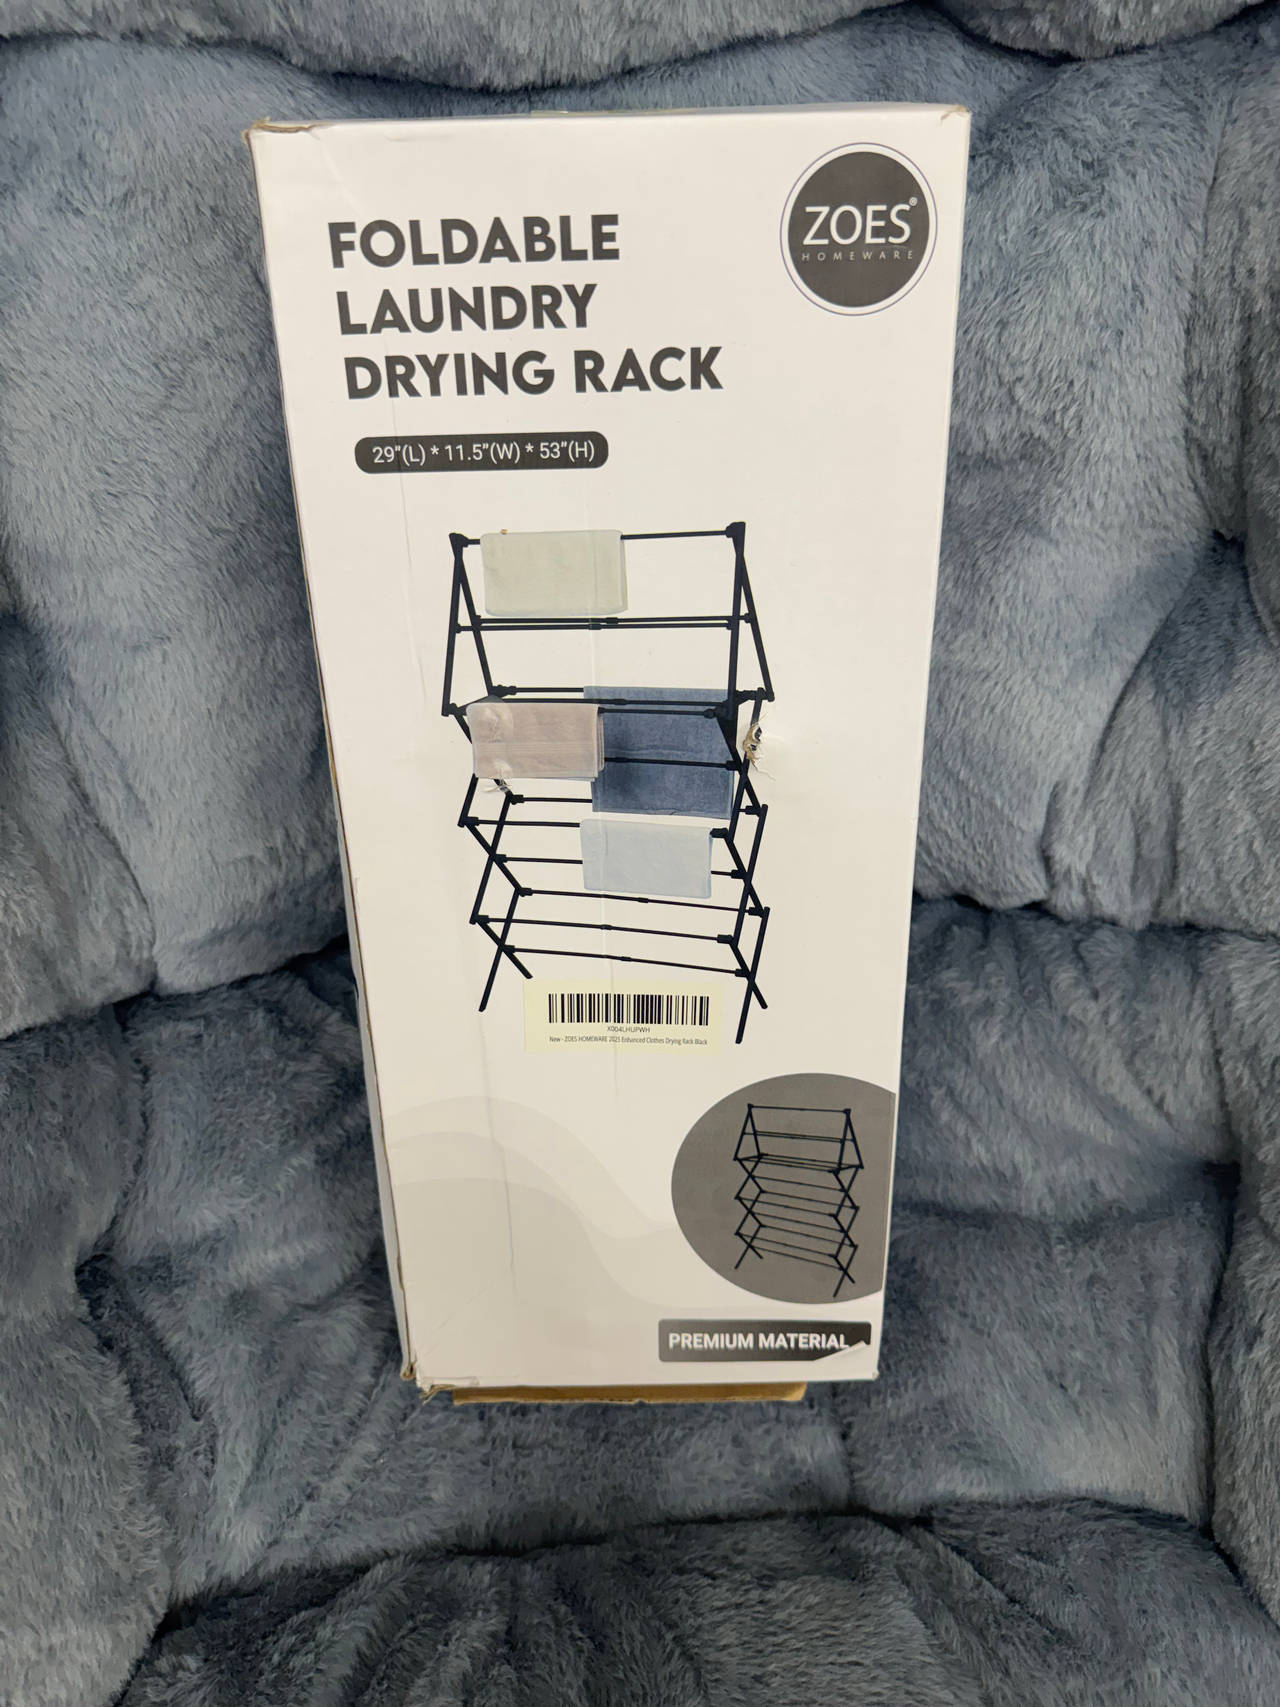 ZOES®
HOMEWARE
FOLDABLE
LAUNDRY
DRYING RACK
29"(L) * 11.5"(W) * 53"(H)
X004LHUPWH
New - ZOES HOMEWARE 2025 Enhanced Clothes Drying Rack Black
PREMIUM MATERIAL